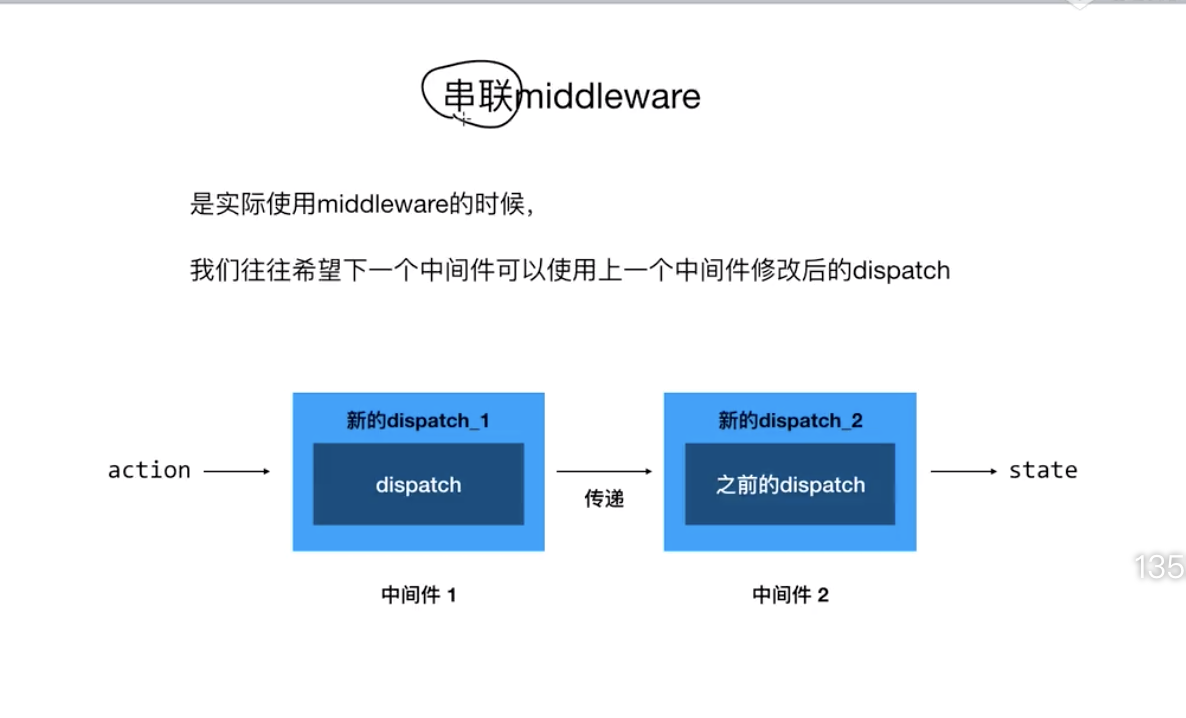 串联middleware
是实际使用middleware的时候，
我们往往希望下一个中间件可以使用上一个中间件修改后的dispatch
新的dispatch_1
新的dispatch_2
action
dispatch
传递
之前的dispatch
state
中间件 1
中间件 2
135